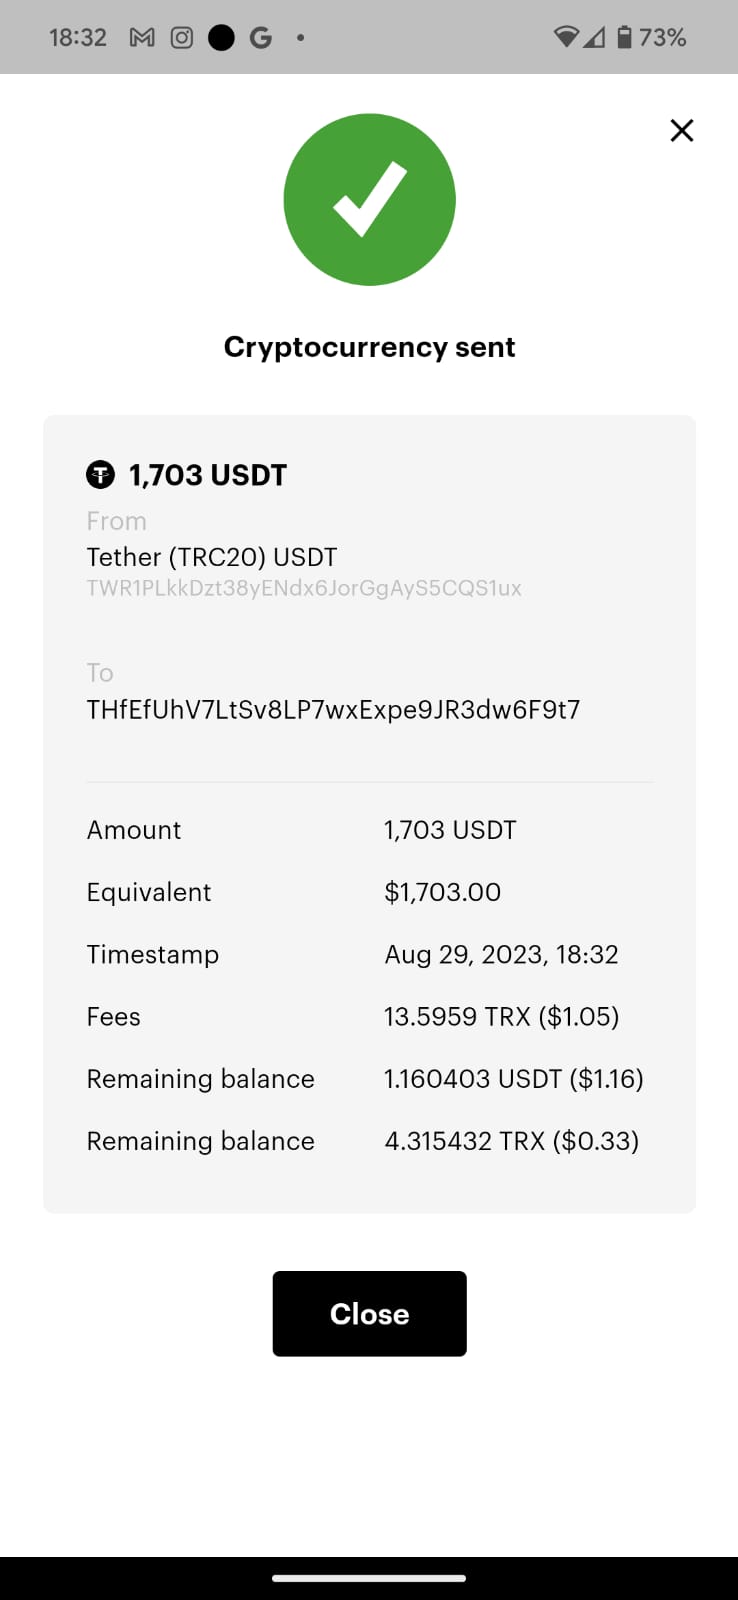 18:32 G 73%
Cryptocurrency sent
1,703 USDT
From
Tether (TRC20) USDT
TWR1PLkkDzt38yENdx6JorGgAyS5CQS1ux
To
THfEfUhV7LtSv8LP7wxExpe9JR3dw6F9t7
Amount 1,703 USDT
Equivalent $1,703.00
Timestamp Aug 29, 2023, 18:32
Fees 13.5959 TRX ($1.05)
Remaining balance 1.160403 USDT ($1.16)
Remaining balance 4.315432 TRX ($0.33)
Close